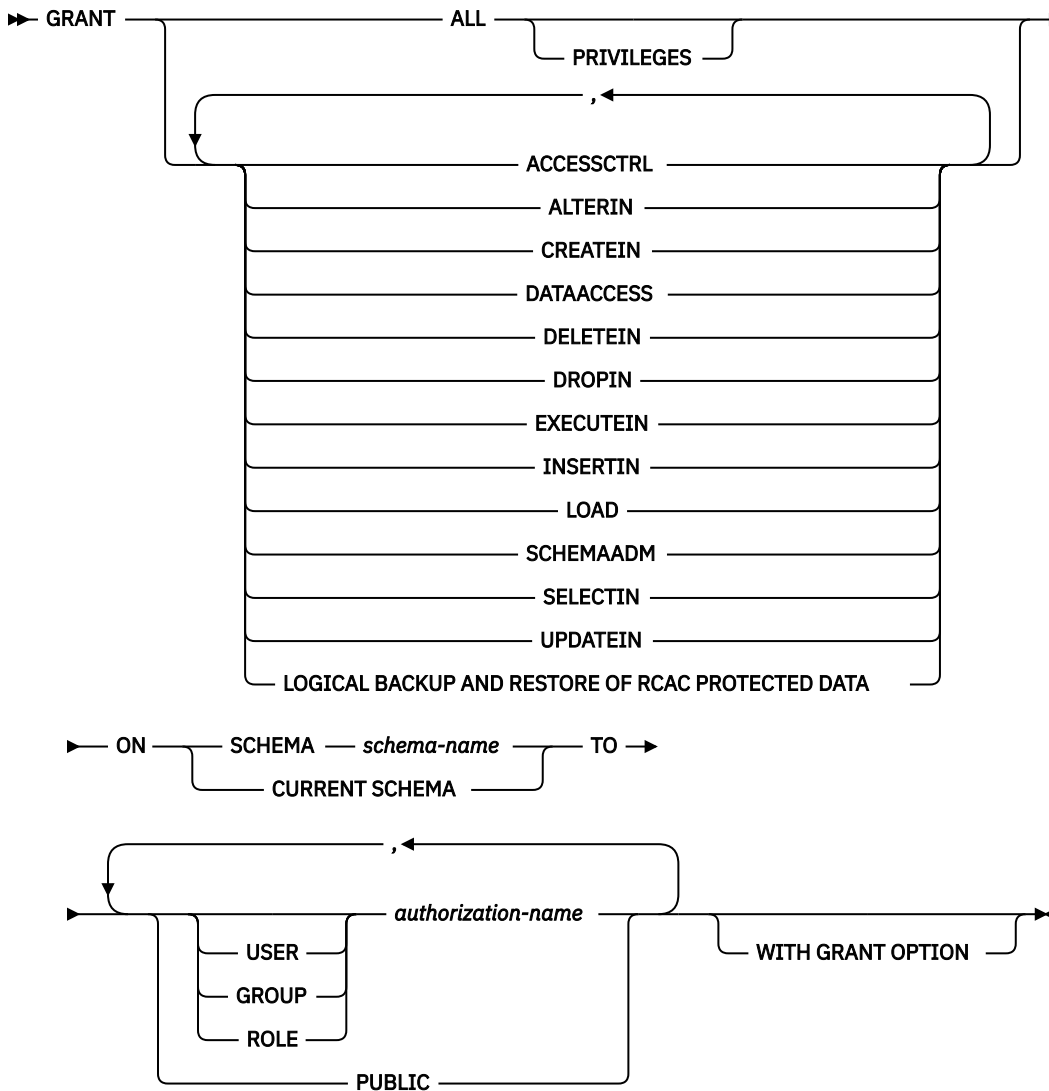 GRANT ALL
PRIVILEGES
,
ACCESSCTRL
ALTERIN
CREATEIN
DATAACCESS
DELETEIN
DROPIN
EXECUTEIN
INSERTIN
LOAD
SCHEMAADM
SELECTIN
UPDATEIN
LOGICAL BACKUP AND RESTORE OF RCAC PROTECTED DATA
ON SCHEMA schema-name TO
CURRENT SCHEMA
,
authorization-name
USER WITH GRANT OPTION
GROUP
ROLE
PUBLIC